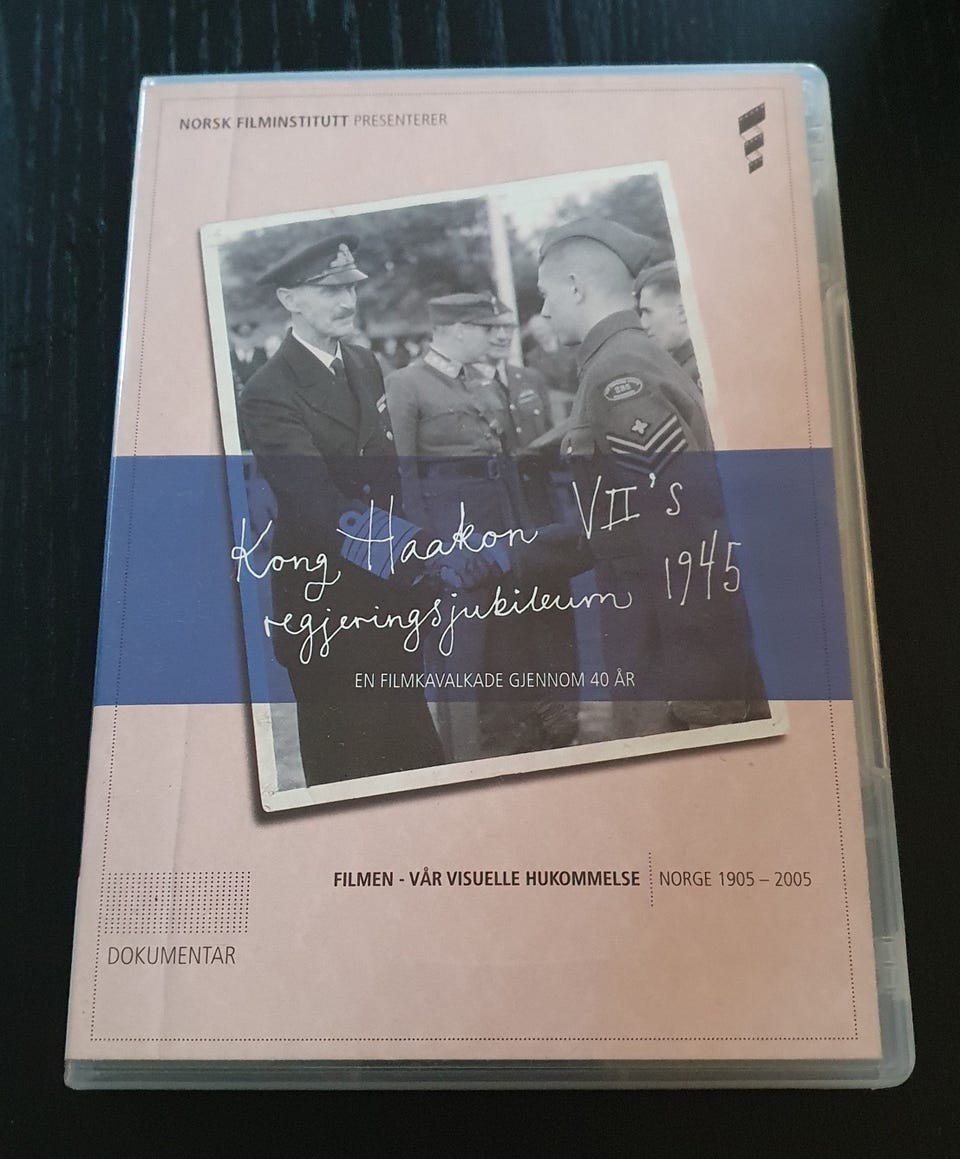 NORSK FILMINSTITUTT PRESENTERER
Kong Haakon VII's
regjeringsjubileum 1945
EN FILMKAVALKADE GJENNOM 40 ÅR
FILMEN - VÅR VISUELLE HUKOMMELSE NORGE 1905 – 2005
DOKUMENTAR